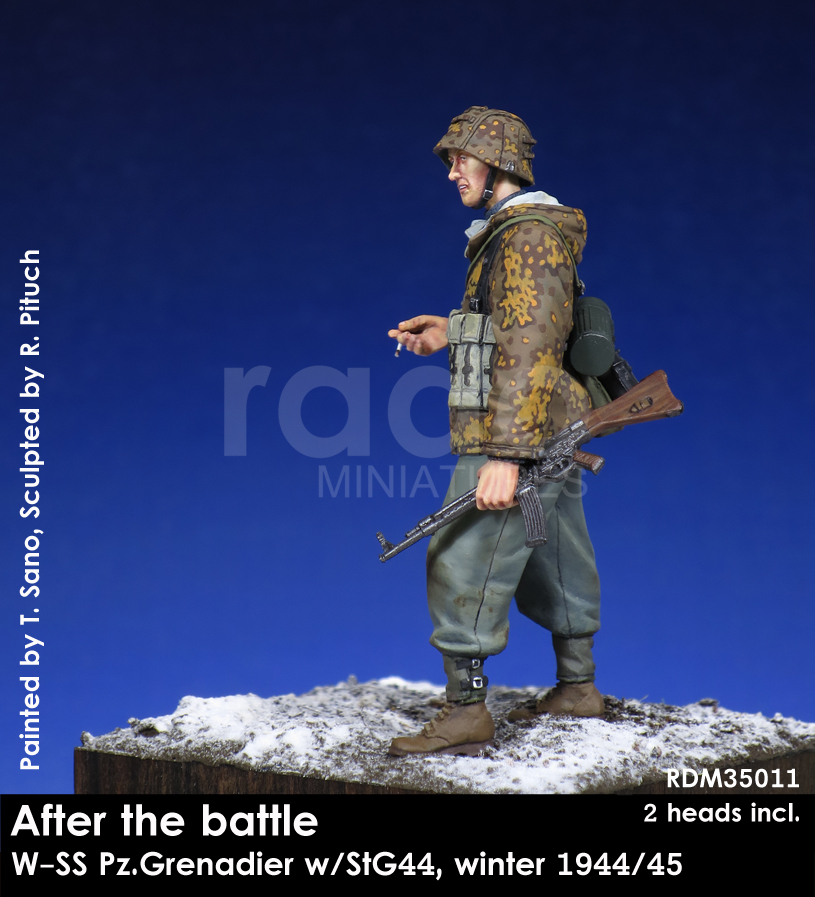 Painted by T. Sano, Sculpted by R. Pituch
MINIATURES
RDM35011
After the battle
2 heads incl.
W-SS Pz.Grenadier w/StG44, winter 1944/45